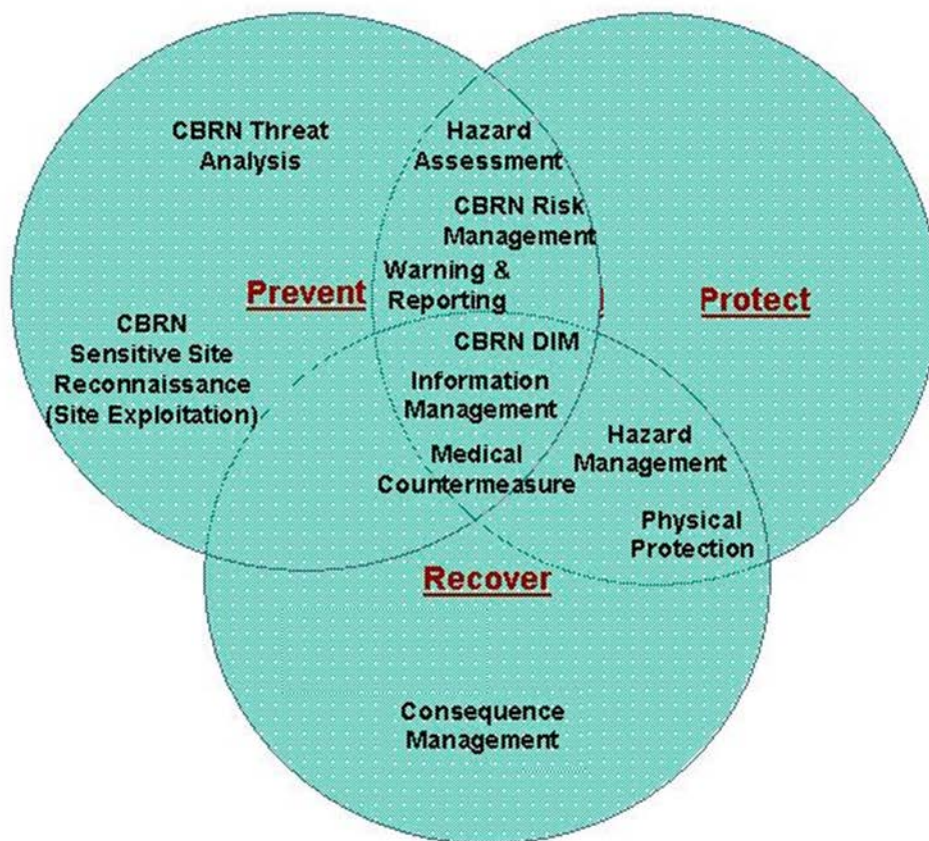 CBRN Threat
Analysis
Hazard
Assessment
CBRN Risk
Management
Warning &
Reporting
Prevent
Protect
CBRN
Sensitive Site
Reconnaissance
(Site Exploitation)
CBRN DIM
Information
Management
Medical
Countermeasure
Hazard
Management
Physical
Protection
Recover
Consequence
Management